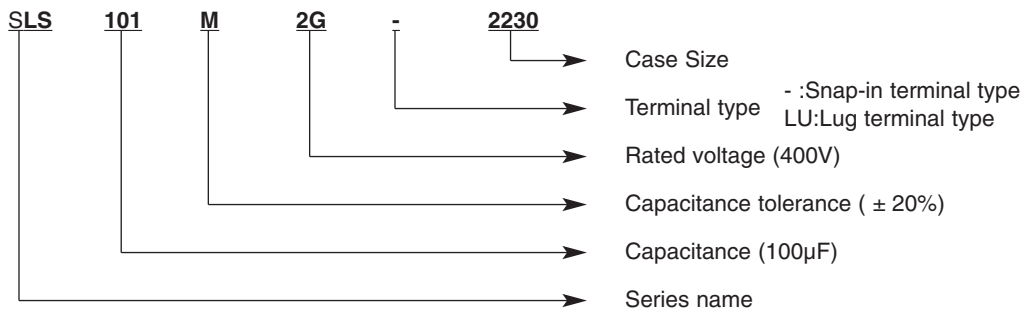 SLS 101 M 2G - 2230
Case Size
Terminal type - :Snap-in terminal type
LU:Lug terminal type
Rated voltage (400V)
Capacitance tolerance ( ± 20%)
Capacitance (100µF)
Series name